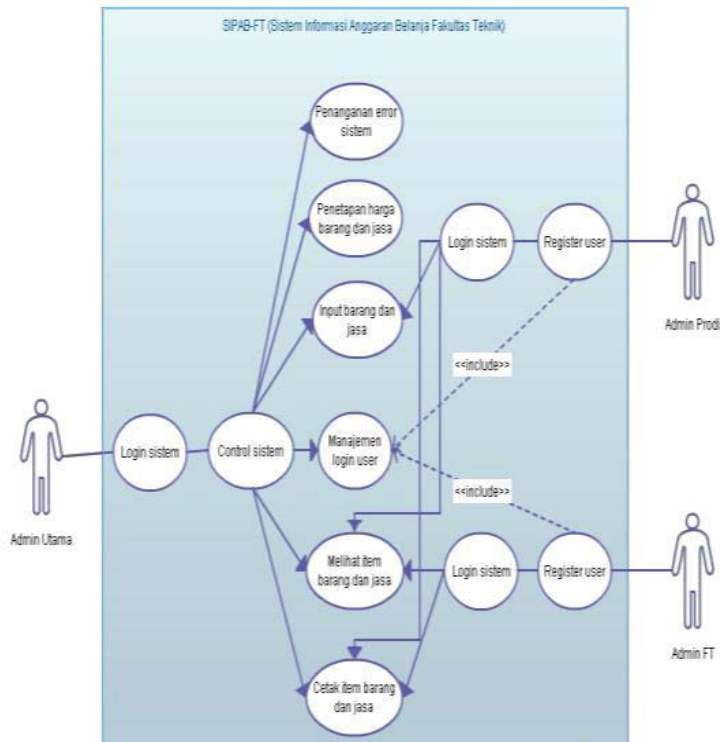 SIPAB-FT (Sistem Informasi Anggaran Belanja Fakultas Teknik)
Penanganan error
sistem
Penetapan harga
barang dan jasa
Login sistem
Register user
Admin Prodi
Input barang dan
jasa
<<include>>
Admin Utama
Login sistem
Control sistem
Manajemen
login user
<<include>>
Melihat item
barang dan jasa
Login sistem
Register user
Admin FT
Cetak item barang
dan jasa